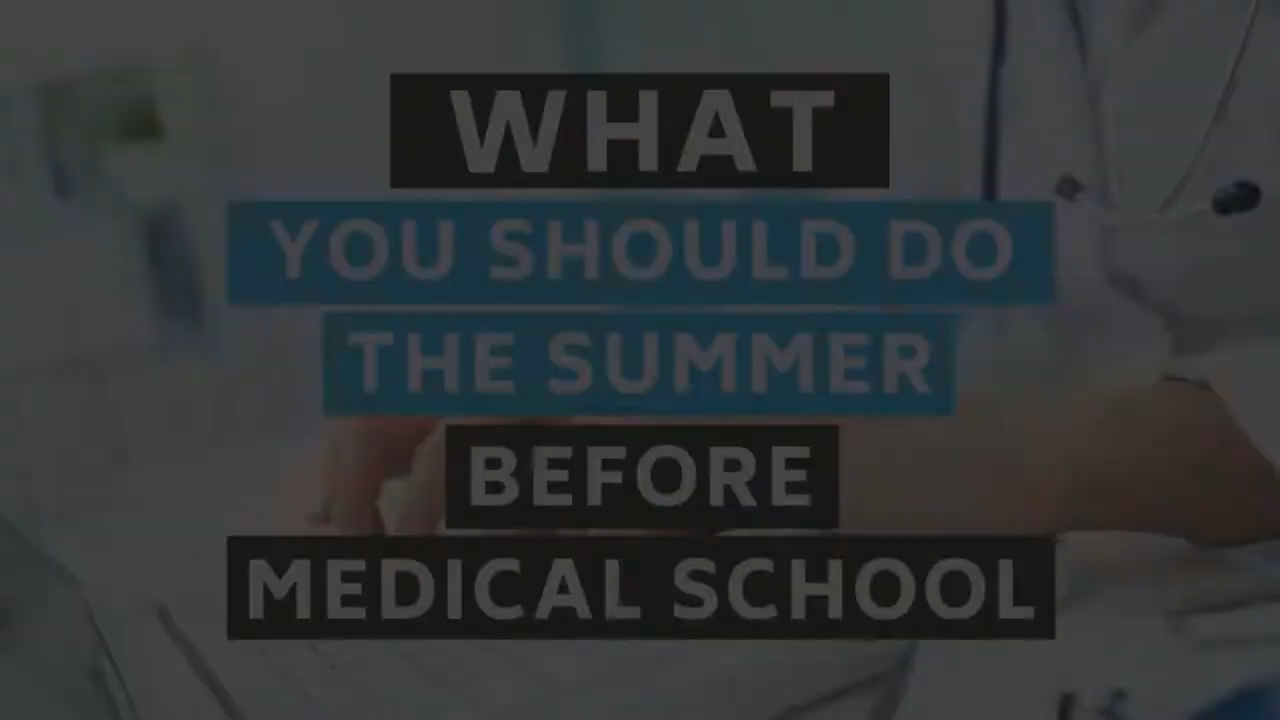 WHAT
YOU SHOULD DO
THE SUMMER
BEFORE
MEDICAL SCHOOL